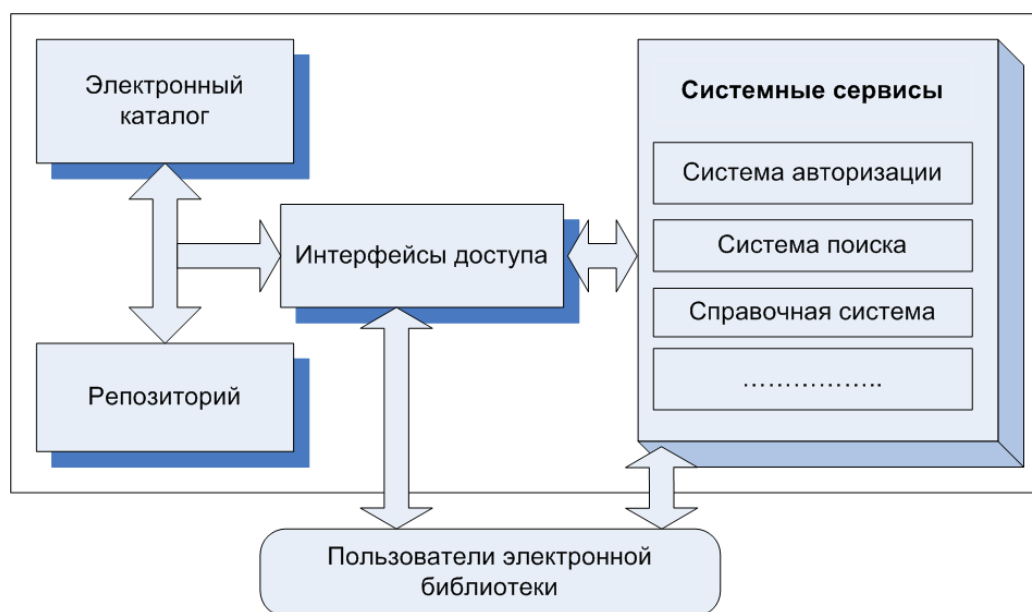 Электронный
каталог
Системные сервисы
Система авторизации
Интерфейсы доступа
Система поиска
Справочная система
Репозиторий
……………..
Пользователи электронной
библиотеки